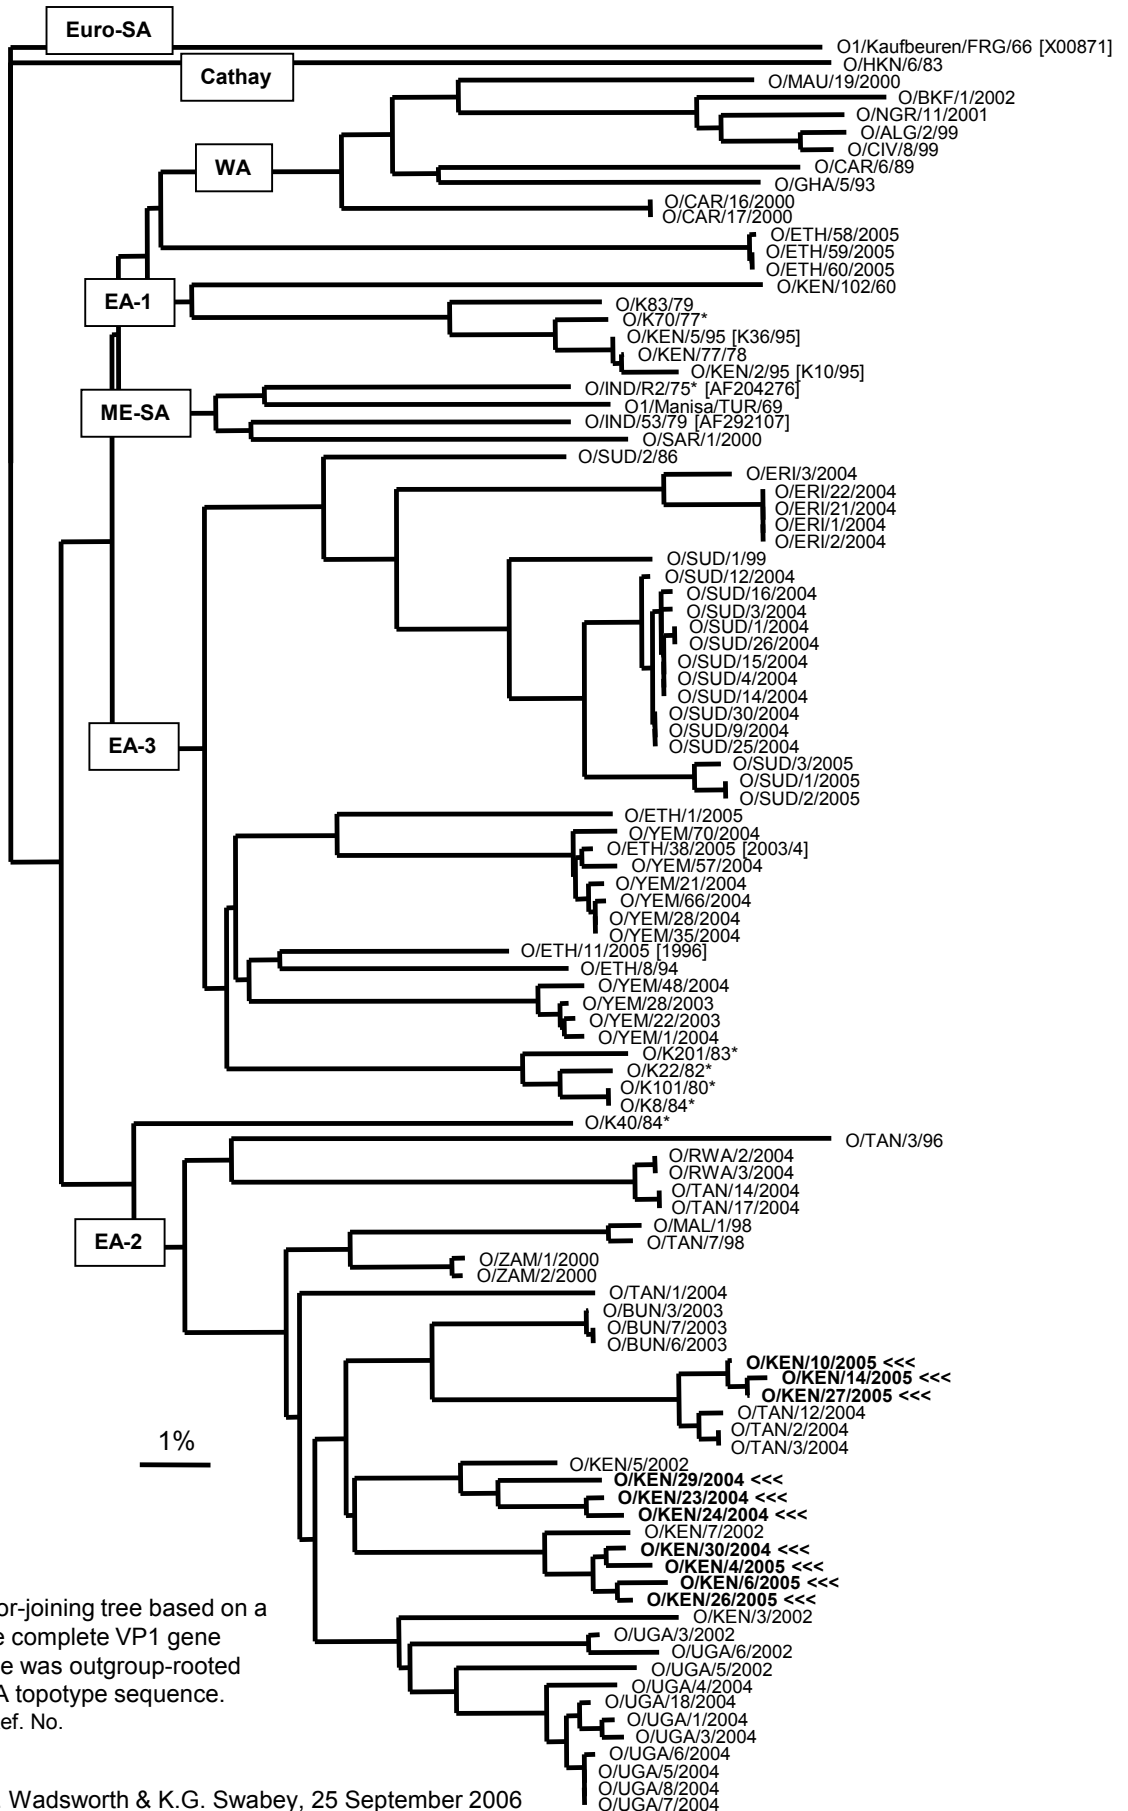 Euro-SA
O1/Kaufbeuren/FRG/66 [X00871]
O/HKN/6/83
Cathay
O/MAU/19/2000
O/BKF/1/2002
O/NGR/11/2001
O/ALG/2/99
O/CIV/8/99
WA
O/CAR/6/89
O/GHA/5/93
O/CAR/16/2000
O/CAR/17/2000
O/ETH/58/2005
O/ETH/59/2005
O/ETH/60/2005
O/KEN/102/60
EA-1
O/K83/79
O/K70/77*
O/KEN/5/95 [K36/95]
O/KEN/77/78
O/KEN/2/95 [K10/95]
O/IND/R2/75* [AF204276]
O1/Manisa/TUR/69
ME-SA
O/IND/53/79 [AF292107]
O/SAR/1/2000
O/SUD/2/86
O/ERI/3/2004
O/ERI/22/2004
O/ERI/21/2004
O/ERI/1/2004
O/ERI/2/2004
O/SUD/1/99
O/SUD/12/2004
O/SUD/16/2004
O/SUD/3/2004
O/SUD/1/2004
O/SUD/26/2004
O/SUD/15/2004
O/SUD/4/2004
O/SUD/14/2004
O/SUD/30/2004
O/SUD/9/2004
O/SUD/25/2004
EA-3
O/SUD/3/2005
O/SUD/1/2005
O/SUD/2/2005
O/ETH/1/2005
O/YEM/70/2004
O/ETH/38/2005 [2003/4]
O/YEM/57/2004
O/YEM/21/2004
O/YEM/66/2004
O/YEM/28/2004
O/YEM/35/2004
O/ETH/11/2005 [1996]
O/ETH/8/94
O/YEM/48/2004
O/YEM/28/2003
O/YEM/22/2003
O/YEM/1/2004
O/K201/83*
O/K22/82*
O/K101/80*
O/K8/84*
O/K40/84*
O/TAN/3/96
O/RWA/2/2004
O/RWA/3/2004
O/TAN/14/2004
O/TAN/17/2004
O/MAL/1/98
EA-2
O/TAN/7/98
O/ZAM/1/2000
O/ZAM/2/2000
O/TAN/1/2004
O/BUN/3/2003
O/BUN/7/2003
O/BUN/6/2003
O/KEN/10/2005 <<<
O/KEN/14/2005 <<<
O/KEN/27/2005 <<<
O/TAN/12/2004
O/TAN/2/2004
O/TAN/3/2004
1%
O/KEN/5/2002
O/KEN/29/2004 <<<
O/KEN/23/2004 <<<
O/KEN/24/2004 <<<
O/KEN/7/2002
O/KEN/30/2004 <<<
O/KEN/4/2005 <<<
O/KEN/6/2005 <<<
O/KEN/26/2005 <<<
O/KEN/3/2002
O/UGA/3/2002
O/UGA/6/2002
O/UGA/5/2002
O/UGA/4/2004
O/UGA/18/2004
O/UGA/1/2004
O/UGA/3/2004
O/UGA/6/2004
O/UGA/5/2004
O/UGA/8/2004
O/UGA/7/2004
or-joining tree based on a
e complete VP1 gene
e was outgroup-rooted
A topotype sequence.
ef. No.
. Wadsworth & K.G. Swabey, 25 September 2006